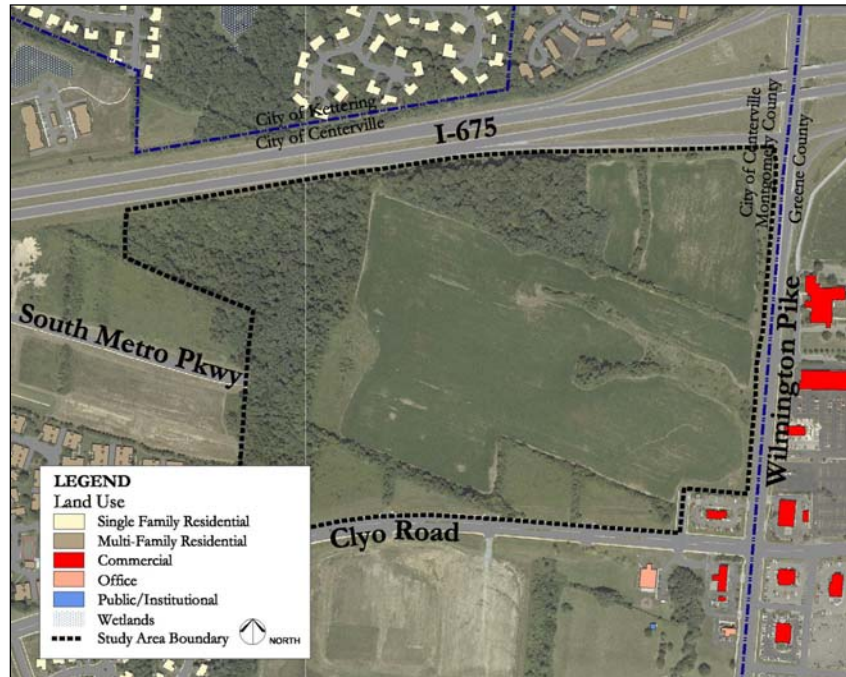 City of Kettering
City of Centerville
I-675
City of Centerville
Montgomery County
Greene County
South Metro Pkwy
Wilmington Pike
Clyo Road
LEGEND
Land Use
Single Family Residential
Multi-Family Residential
Commercial
Office
Public/Institutional
Wetlands
Study Area Boundary
NORTH